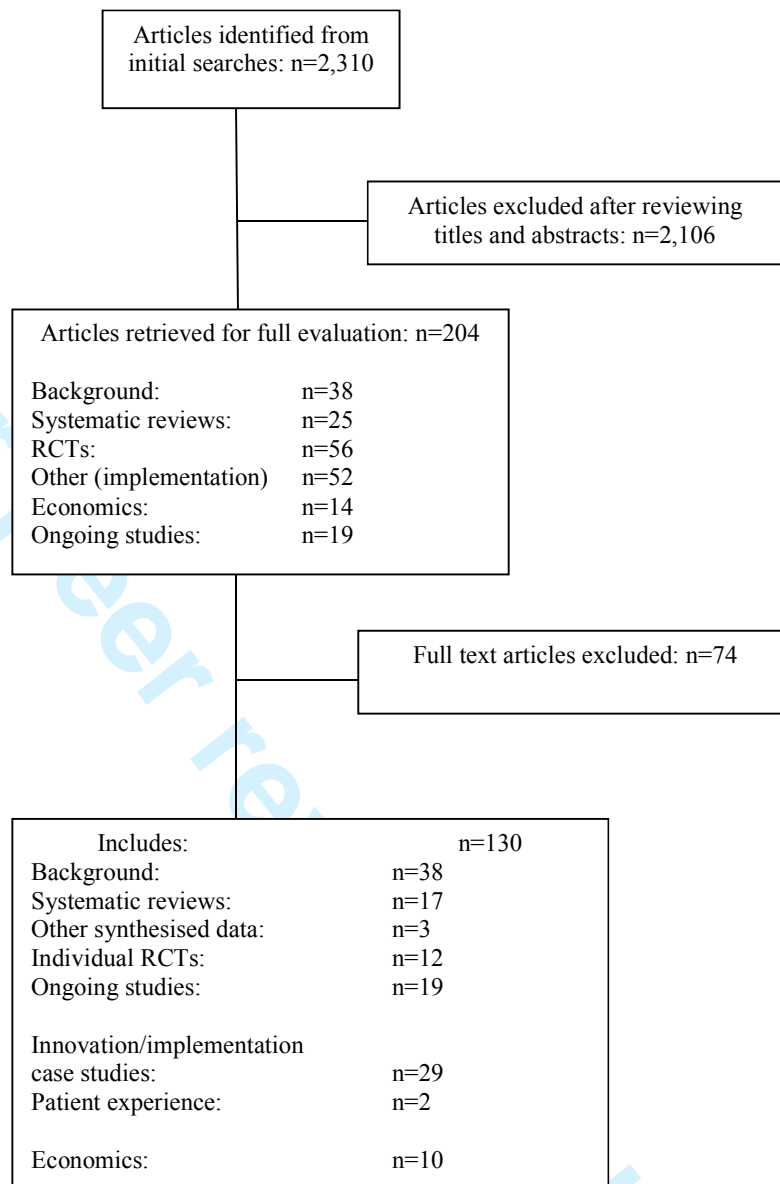 Articles identified from
initial searches: n=2,310
Articles excluded after reviewing
titles and abstracts: n=2,106
Articles retrieved for full evaluation: n=204
Background: n=38
Systematic reviews: n=25
RCTs: n=56
Other (implementation) n=52
Economics: n=14
Ongoing studies: n=19
Full text articles excluded: n=74
Includes: n=130
Background: n=38
Systematic reviews: n=17
Other synthesised data: n=3
Individual RCTs: n=12
Ongoing studies: n=19
Innovation/implementation
case studies: n=29
Patient experience: n=2
Economics: n=10